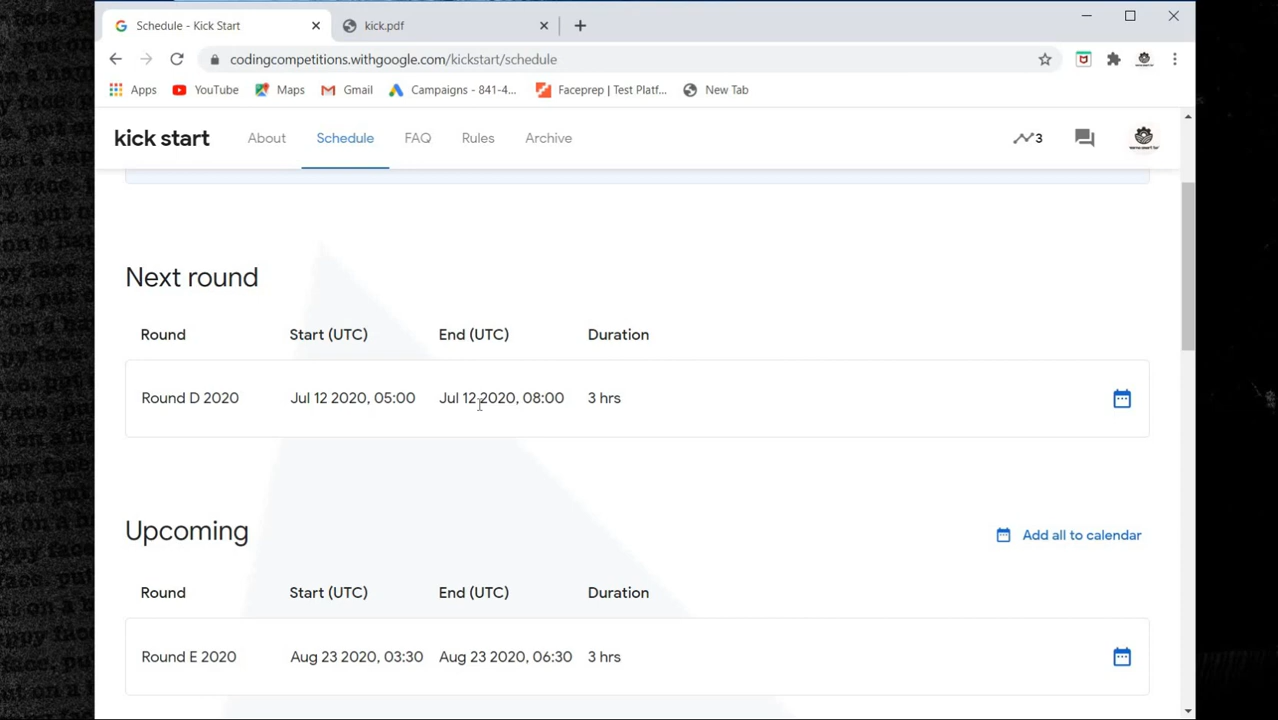 Schedule - Kick Start
kick.pdf
codingcompetitions.withgoogle.com/kickstart/schedule
Apps YouTube Maps Gmail Campaigns - 841-4... Faceprep | Test Platf... New Tab
kick start About Schedule FAQ Rules Archive 3
Next round
Round Start (UTC) End (UTC) Duration
Round D 2020 Jul 12 2020, 05:00 Jul 12 2020, 08:00 3 hrs
Upcoming Add all to calendar
Round Start (UTC) End (UTC) Duration
Round E 2020 Aug 23 2020, 03:30 Aug 23 2020, 06:30 3 hrs